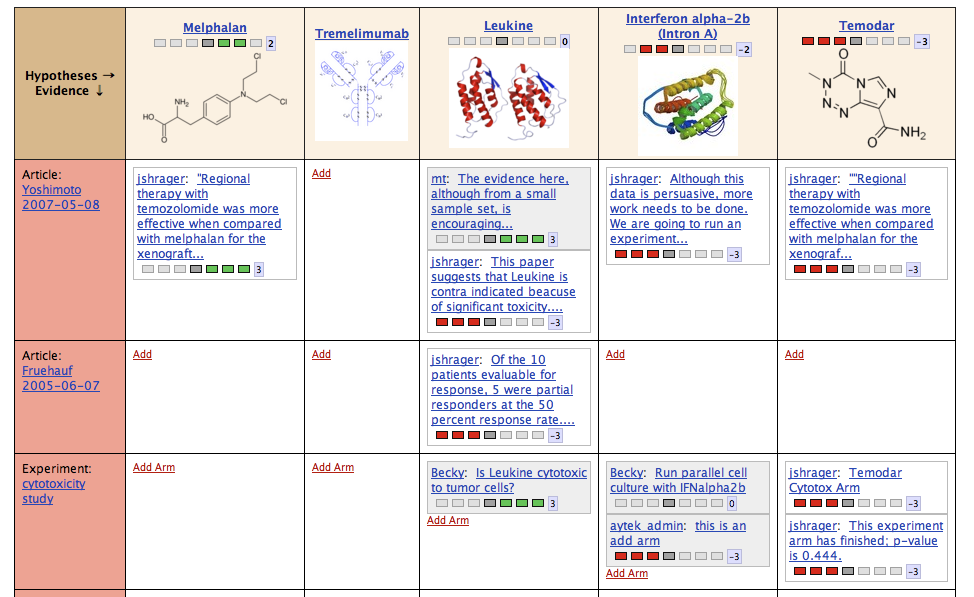 Hypotheses →
Evidence ↓
Melphalan
2
Cl
NH₂
N
Cl
HO
O
Tremelimumab
Leukine
0
Interferon alpha-2b
(Intron A)
-2
Temodar
-3
O
N
N
N
N
N
O
NH₂
Article:
Yoshimoto
2007-05-08
jshrager: "Regional
therapy with
temozolomide was more
effective when compared
with melphalan for the
xenograft...
3
Add
mt: The evidence here,
although from a small
sample set, is
encouraging...
3
jshrager: This paper
suggests that Leukine is
contra indicated beacuse
of significant toxicity....
-3
jshrager: Although this
data is persuasive, more
work needs to be done.
We are going to run an
experiment...
-3
jshrager: ""Regional
therapy with
temozolomide was more
effective when compared
with melphalan for the
xenograf...
-3
Article:
Fruehauf
2005-06-07
Add
Add
jshrager: Of the 10
patients evaluable for
response, 5 were partial
responders at the 50
percent response rate....
-3
Add
Add
Experiment:
cytotoxicity
study
Add Arm
Add Arm
Becky: Is Leukine cytotoxic
to tumor cells?
3
Add Arm
Becky: Run parallel cell
culture with IFNalpha2b
0
aytek_admin: this is an
add arm
-3
Add Arm
jshrager: Temodar
Cytotox Arm
-3
jshrager: This experiment
arm has finished; p-value
is 0.444.
-3